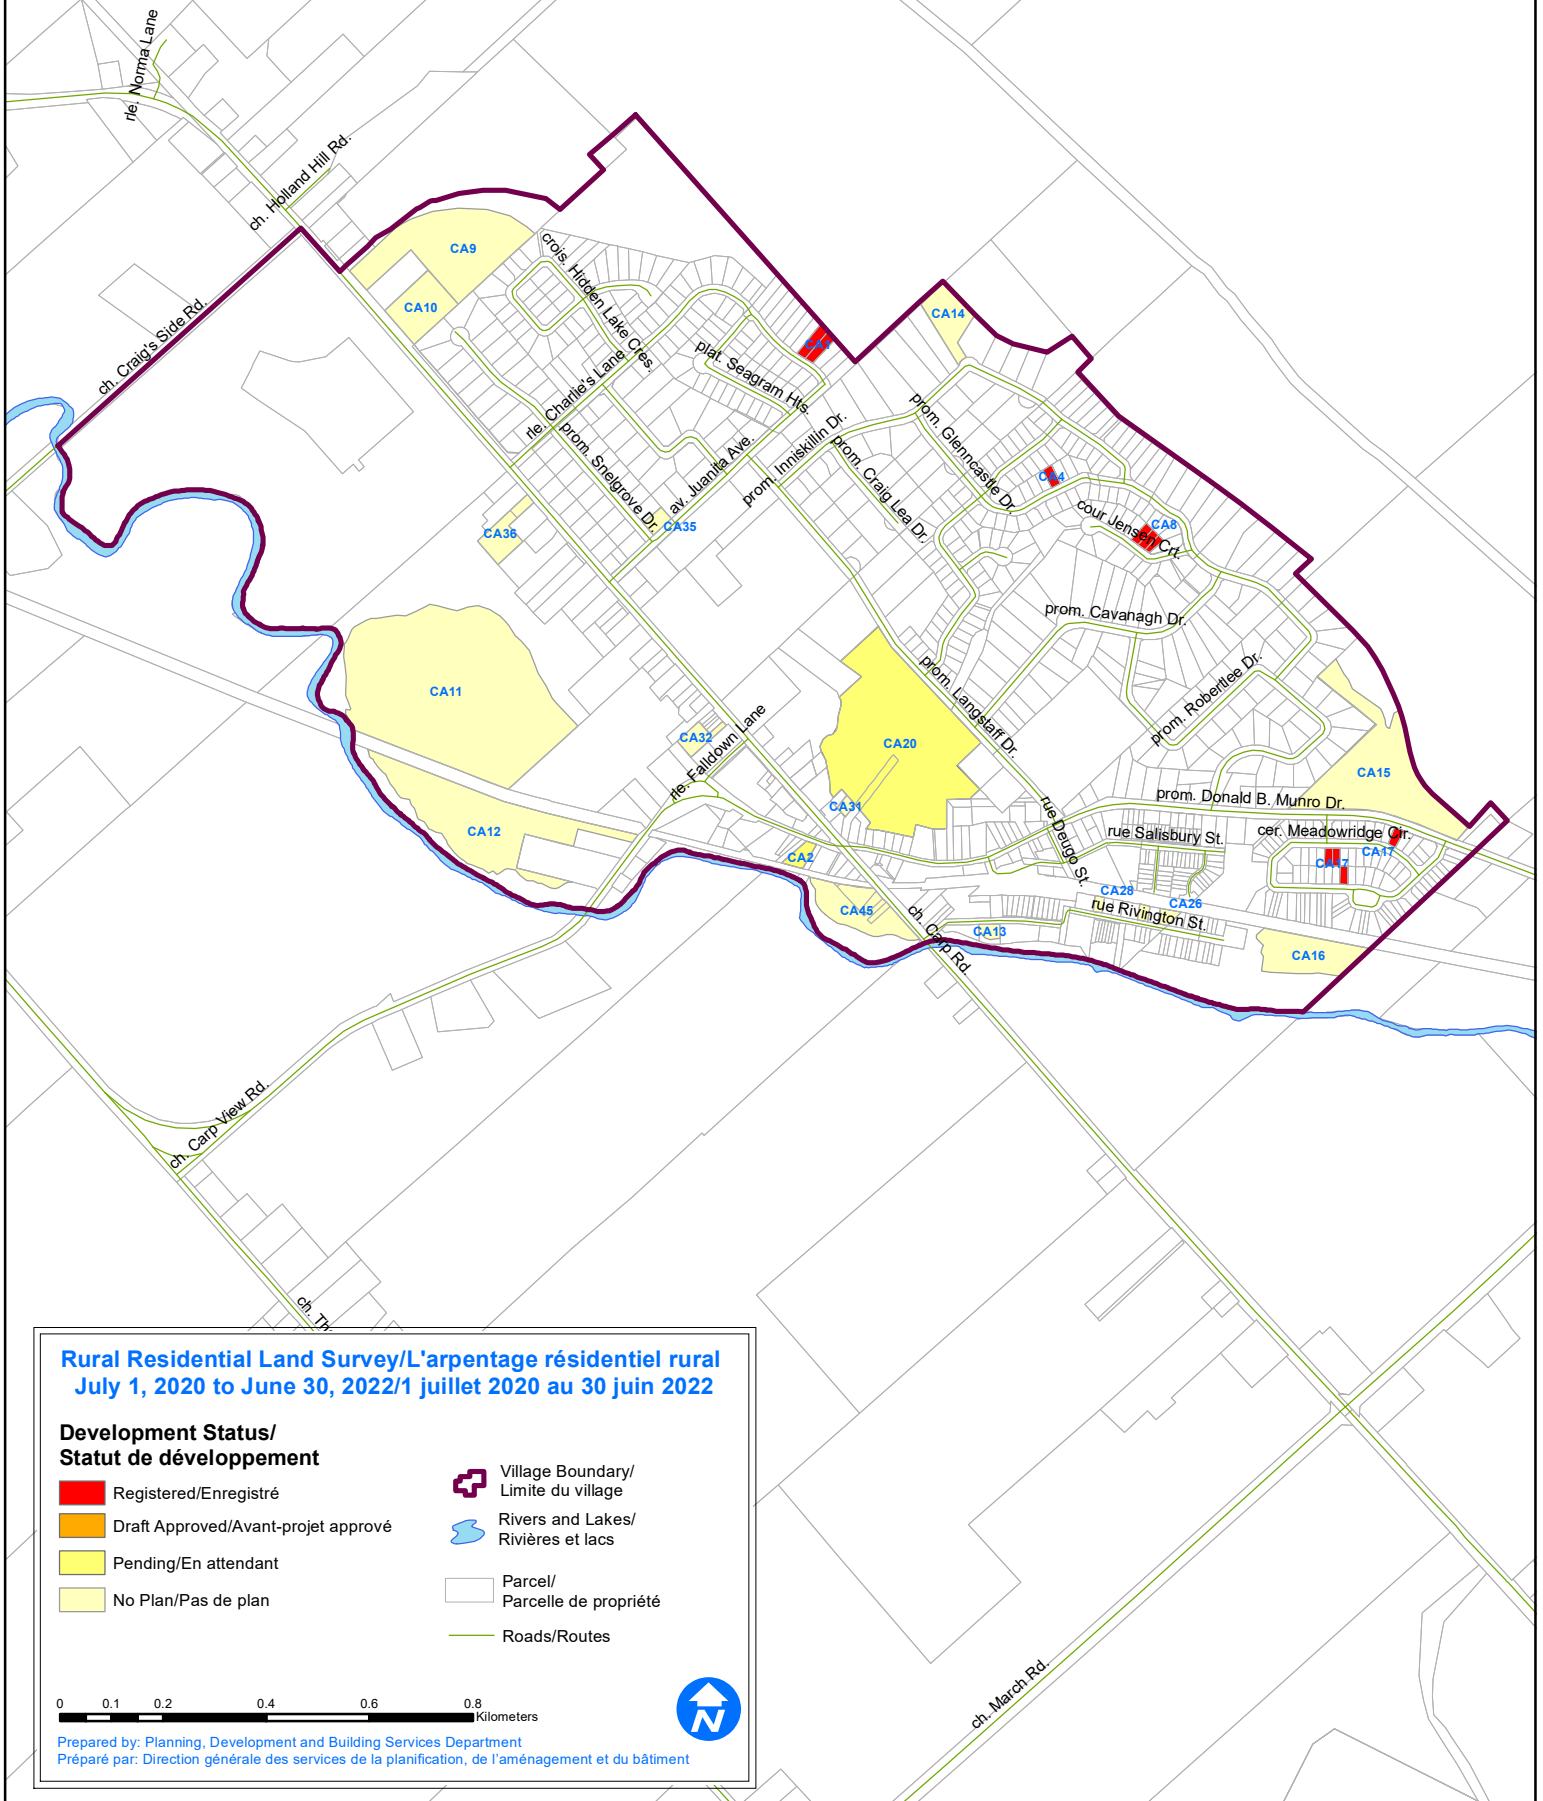 rle. Norma Lane
ch. Holland Hill Rd.
ch. Craig's Side Rd.
CA9
CA10
crois. Hidden Lake Cres.
CA1
CA14
plat. Seagram Hts.
rle. Charlie's Lane
prom. Snelgrove Dr.
av. Juanita Ave.
prom. Inniskillin Dr.
prom. Craig Lea Dr.
prom. Glenncastle Dr.
CA4
cour Jensen Crt.
CA8
CA36
CA35
prom. Cavanagh Dr.
prom. Robertlee Dr.
prom. Langstaff Dr.
CA11
CA32
rle. Falldown Lane
CA20
CA15
CA31
CA12
CA2
rue Deugo St.
prom. Donald B. Munro Dr.
rue Salisbury St.
cer. Meadowridge Cir.
CA17
CA17
CA28
CA26
rue Rivington St.
CA45
CA13
CA16
ch. Carp Rd.
ch. Carp View Rd.
ch. Th
ch. March Rd.
Rural Residential Land Survey/L'arpentage résidentiel rural
July 1, 2020 to June 30, 2022/1 juillet 2020 au 30 juin 2022
Development Status/
Statut de développement
Registered/Enregistré
Draft Approved/Avant-projet apprové
Pending/En attendant
No Plan/Pas de plan
Village Boundary/
Limite du village
Rivers and Lakes/
Rivières et lacs
Parcel/
Parcelle de propriété
Roads/Routes
0 0.1 0.2 0.4 0.6 0.8
Kilometers
N
Prepared by: Planning, Development and Building Services Department
Préparé par: Direction générale des services de la planification, de l'aménagement et du bâtiment